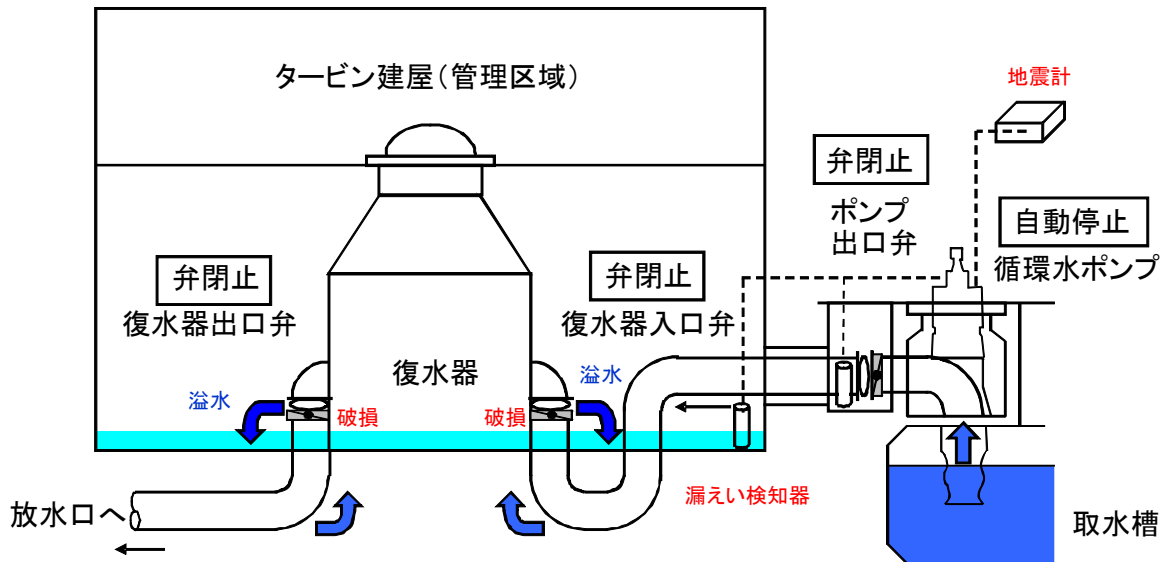 タービン建屋(管理区域)
地震計
弁閉止
ポンプ
出口弁
自動停止
循環水ポンプ
弁閉止
復水器出口弁
弁閉止
復水器入口弁
復水器
溢水
溢水
破損
破損
漏えい検知器
放水口へ
取水槽